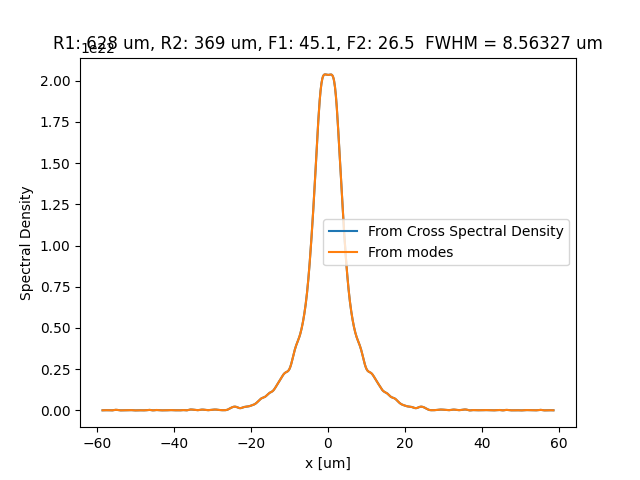 R1: 628 um, R2: 369 um, F1: 45.1, F2: 26.5  FWHM = 8.56327 um
1e22
2.00
1.75
1.50
1.25
1.00
0.75
0.50
0.25
0.00
Spectral Density
From Cross Spectral Density
From modes
−60 −40 −20 0 20 40 60
x [um]